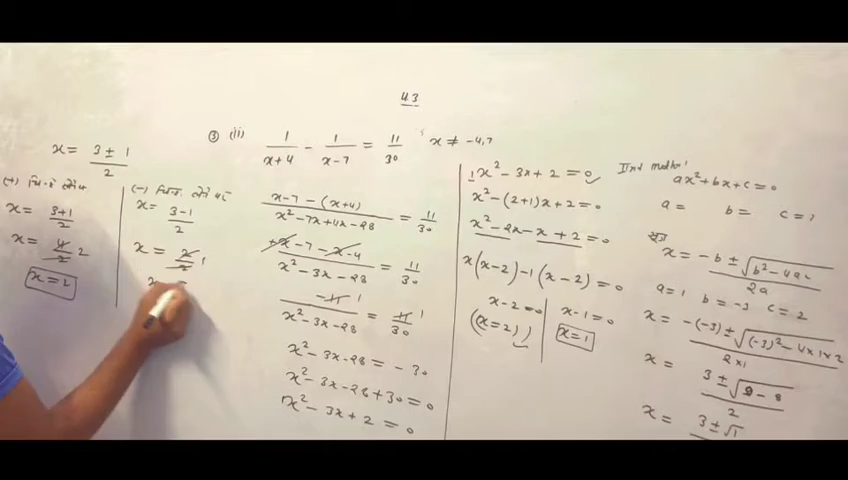 43
③ (ii) 1/(x+4) - 1/(x-7) = 11/30 , x ≠ -4,7
(x-7-(x+4))/(x²-7x+4x-28) = 11/30
(+x-7-x-4)/(x²-3x-28) = 11/30
-11/(x²-3x-28) = 11/30
x²-3x-28 = -30
x²-3x-28+30=0
x²-3x+2=0
1x²-3x+2=0
x²-(2+1)x+2=0
x²-2x-x+2=0
x(x-2)-1(x-2)=0
x-2=0
(x=2)
x-1=0
x=1
IInd method
ax²+bx+c=0
a= b= c=
x = (-b±√(b²-4ac))/2a
a=1 b=-3 c=2
x = (-(-3)±√((-3)²-4×1×2))/(2×1)
x = (3±√(9-8))/2
x = 3±√1
x = (3±1)/2
(+)
x = (3+1)/2
x = 4/2 2
x=2
(-)
x = (3-1)/2
x = 2/2 1
x =